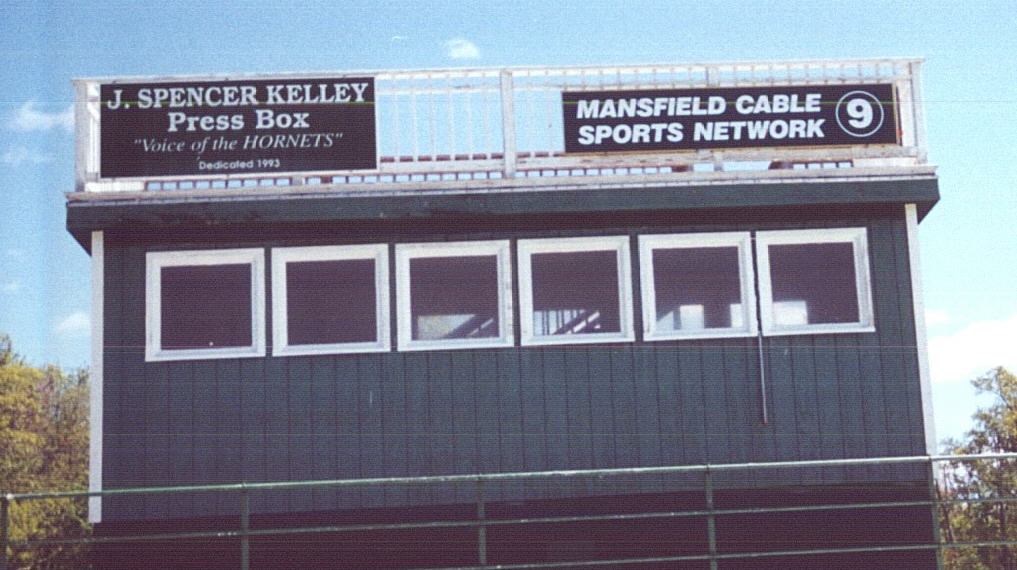 J. SPENCER KELLEY
Press Box
"Voice of the HORNETS"
Dedicated 1993
MANSFIELD CABLE
SPORTS NETWORK
9